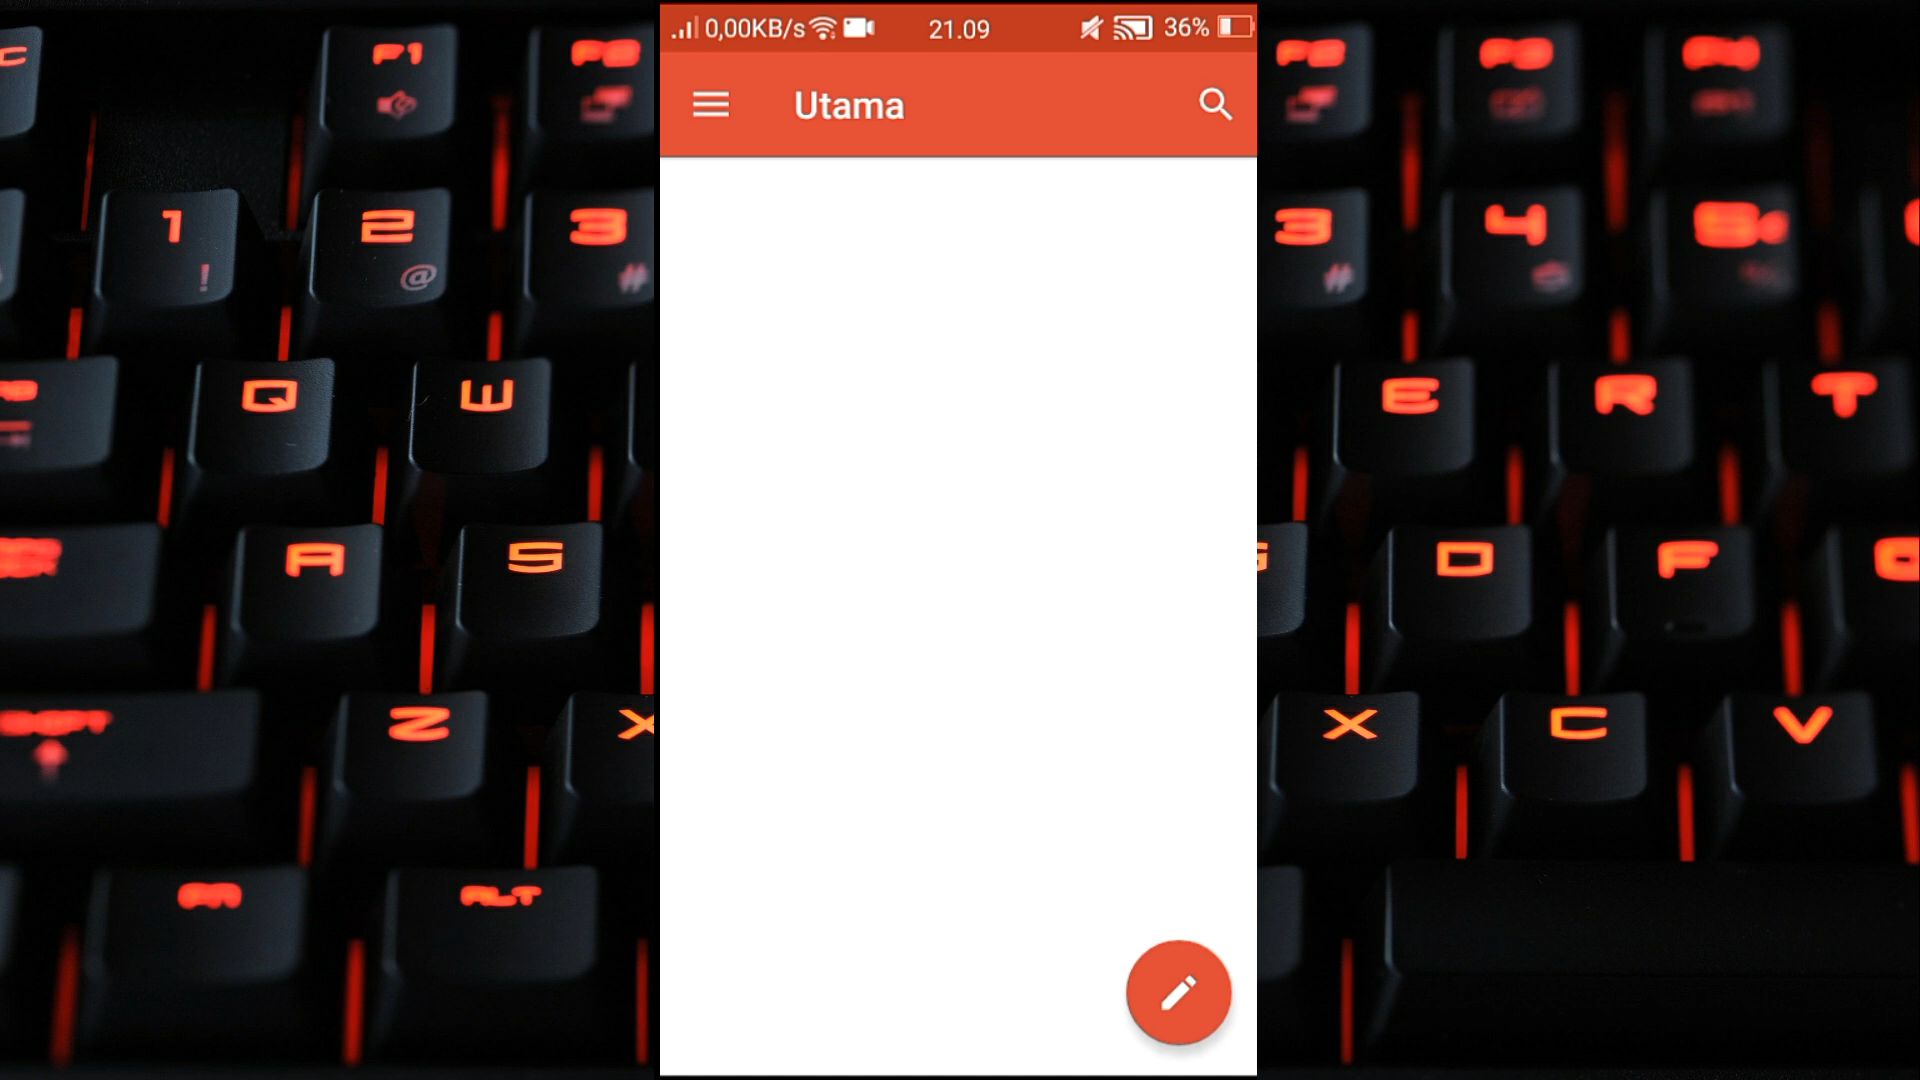 0,00KB/s 21.09 36%
Utama
F1
1 ! 2 @ 3 #
3 # 4
Q W
E R T
A S
D F
Z X
X C V
ALT